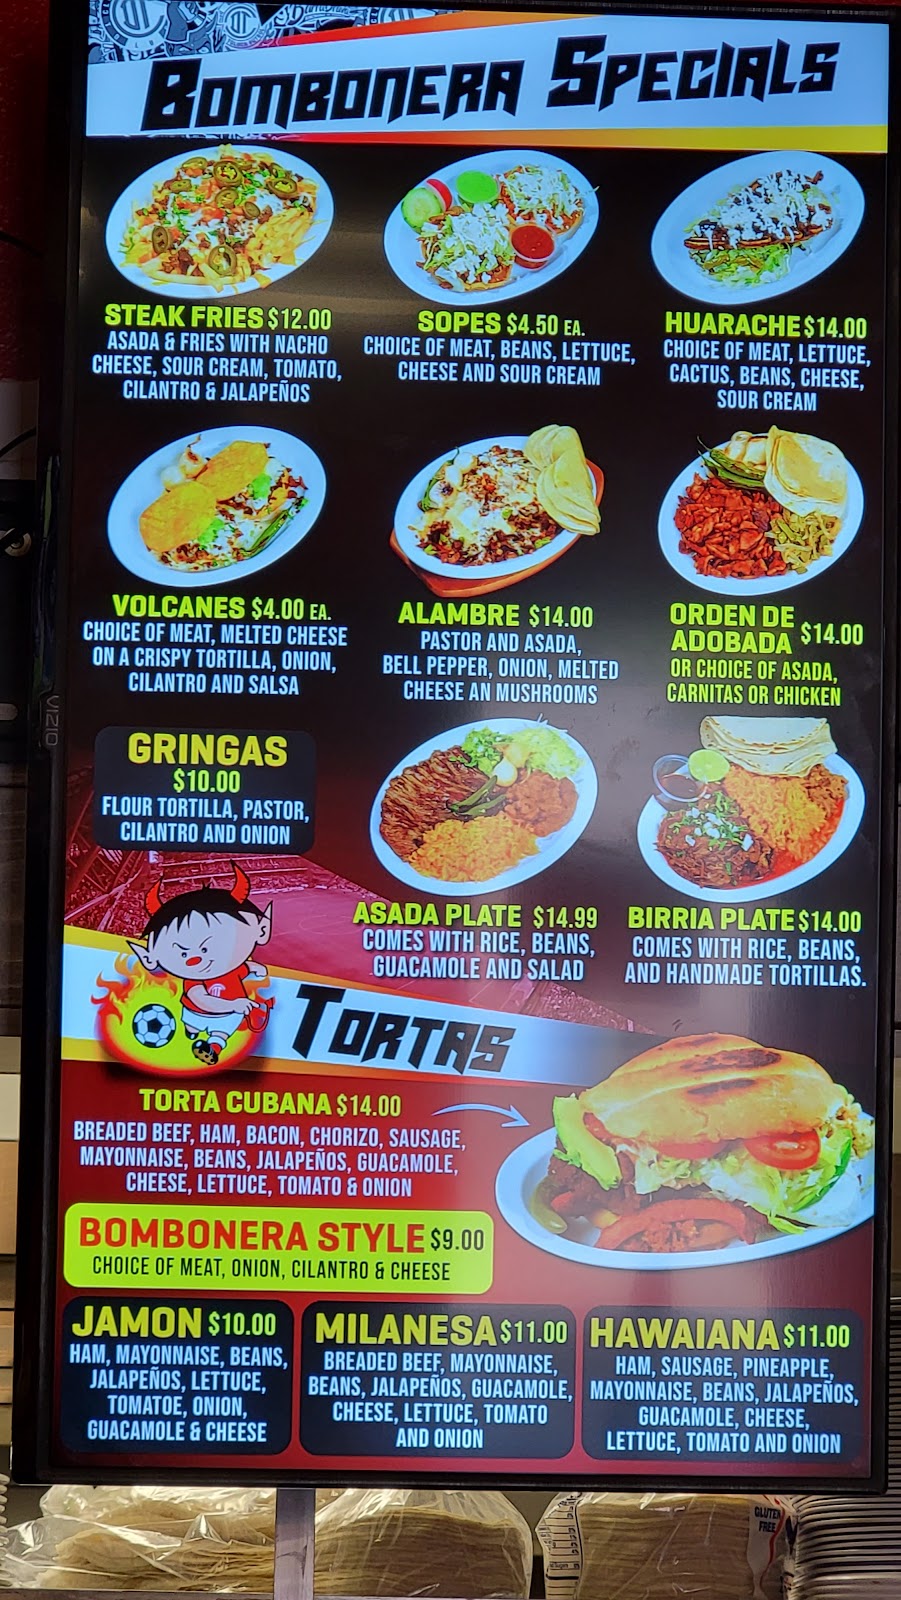 BOMBONERA SPECIALS
STEAK FRIES $12.00
ASADA & FRIES WITH NACHO
CHEESE, SOUR CREAM, TOMATO,
CILANTRO & JALAPEÑOS
SOPES $4.50 EA.
CHOICE OF MEAT, BEANS, LETTUCE,
CHEESE AND SOUR CREAM
HUARACHE $14.00
CHOICE OF MEAT, LETTUCE,
CACTUS, BEANS, CHEESE,
SOUR CREAM
VOLCANES $4.00 EA.
CHOICE OF MEAT, MELTED CHEESE
ON A CRISPY TORTILLA, ONION,
CILANTRO AND SALSA
ALAMBRE $14.00
PASTOR AND ASADA,
BELL PEPPER, ONION, MELTED
CHEESE AN MUSHROOMS
ORDEN DE
ADOBADA $14.00
OR CHOICE OF ASADA,
CARNITAS OR CHICKEN
VIZIO
GRINGAS
$10.00
FLOUR TORTILLA, PASTOR,
CILANTRO AND ONION
ASADA PLATE $14.99
COMES WITH RICE, BEANS,
GUACAMOLE AND SALAD
BIRRIA PLATE $14.00
COMES WITH RICE, BEANS,
AND HANDMADE TORTILLAS.
TORTAS
TORTA CUBANA $14.00
BREADED BEEF, HAM, BACON, CHORIZO, SAUSAGE,
MAYONNAISE, BEANS, JALAPEÑOS, GUACAMOLE,
CHEESE, LETTUCE, TOMATO & ONION
BOMBONERA STYLE $9.00
CHOICE OF MEAT, ONION, CILANTRO & CHEESE
JAMON $10.00
HAM, MAYONNAISE, BEANS,
JALAPEÑOS, LETTUCE,
TOMATOE, ONION,
GUACAMOLE & CHEESE
MILANESA $11.00
BREADED BEEF, MAYONNAISE,
BEANS, JALAPEÑOS, GUACAMOLE,
CHEESE, LETTUCE, TOMATO
AND ONION
HAWAIANA $11.00
HAM, SAUSAGE, PINEAPPLE,
MAYONNAISE, BEANS, JALAPEÑOS,
GUACAMOLE, CHEESE,
LETTUCE, TOMATO AND ONION
GLUTEN
FREE